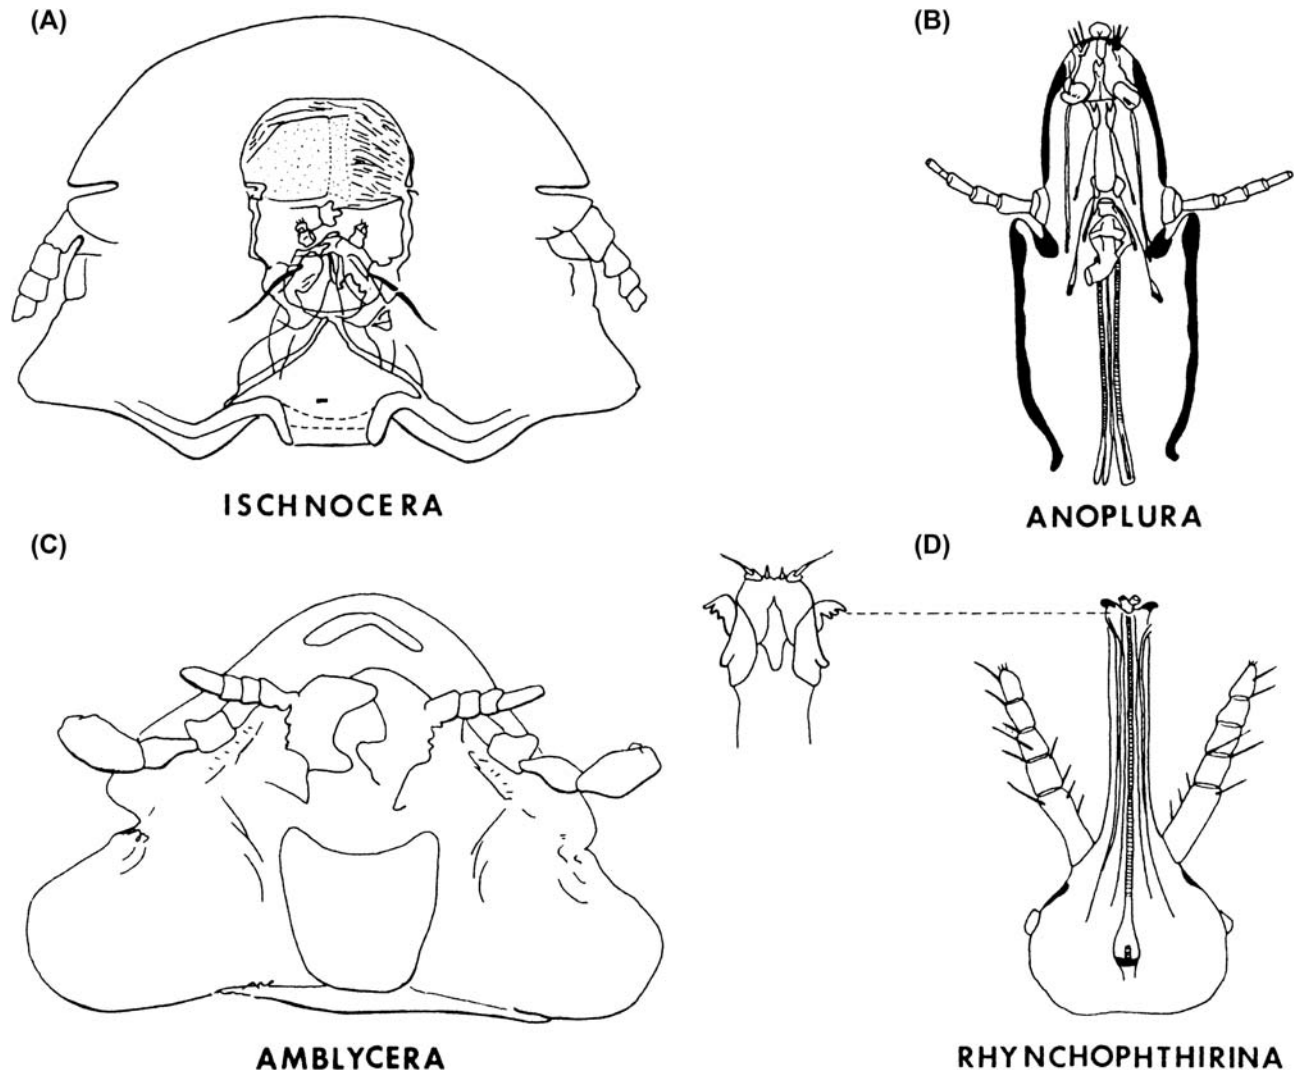 (A)
(B)
ISCHNOCERA
ANOPLURA
(C)
(D)
AMBLYCERA
RHYNCHOPHTHIRINA